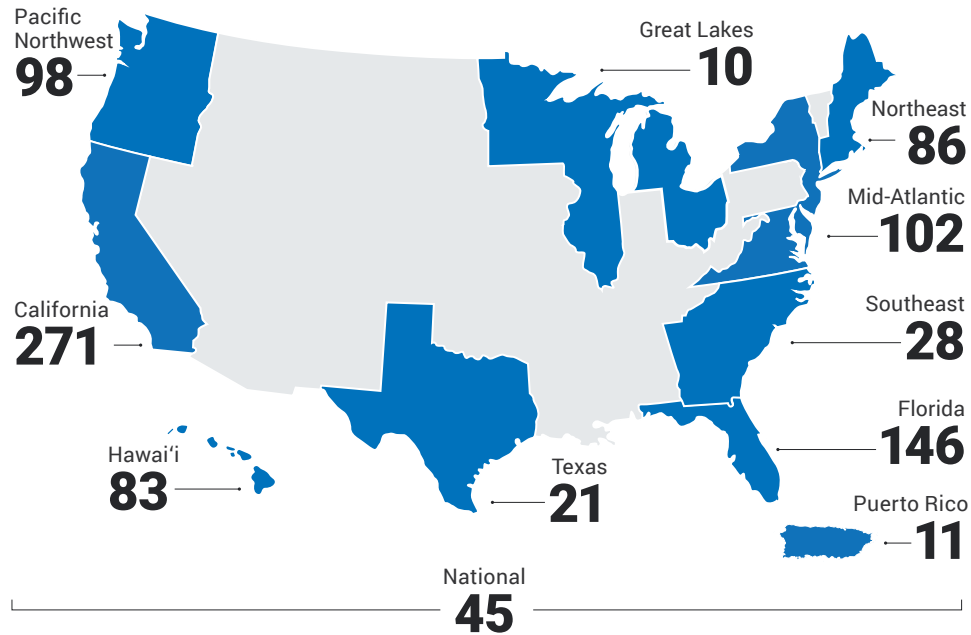 Pacific
Northwest
98
Great Lakes
10
Northeast
86
Mid-Atlantic
102
California
271
Southeast
28
Florida
146
Hawai‘i
83
Texas
21
Puerto Rico
11
National
45